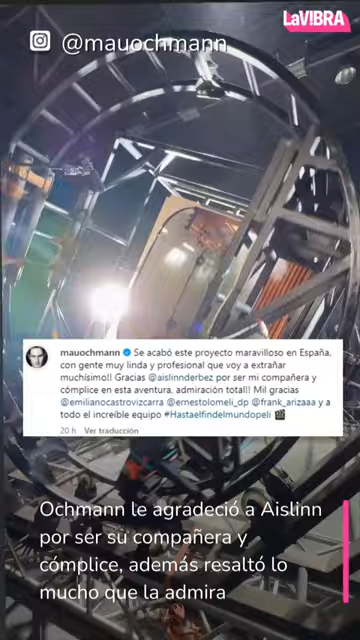 LaV!BRA
@mauochmann
mauochmann Se acabó este proyecto maravilloso en España,
con gente muy linda y profesional que voy a extrañar
muchísimo!! Gracias @aislinnderbez por ser mi compañera y
cómplice en esta aventura, admiración total!! Mil gracias
@emilianocastrovizcarra @ernestolomeli_dp @frank_arizaaa y a
todo el increíble equipo #Hastaelfindelmundopeli 🎬
20 h Ver traducción
Ochmann le agradeció a Aislinn
por ser su compañera y
cómplice, además resaltó lo
mucho que la admira